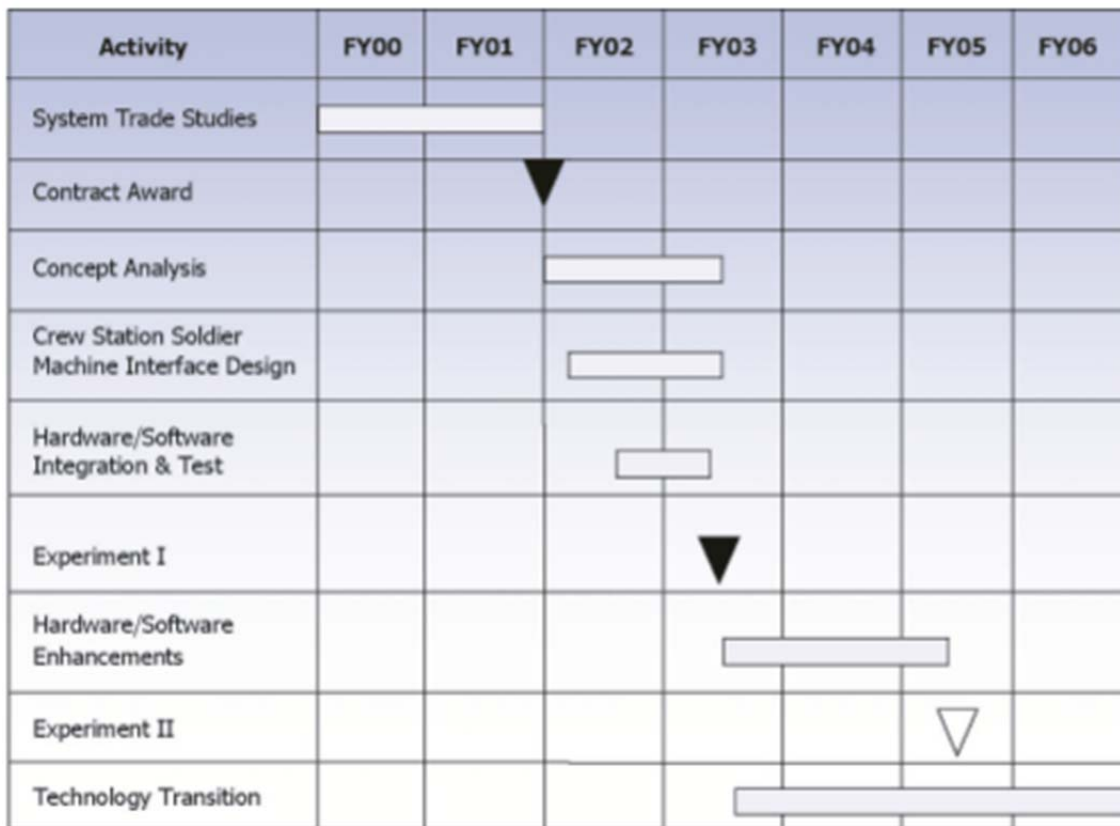 Activity FY00 FY01 FY02 FY03 FY04 FY05 FY06
System Trade Studies
Contract Award
Concept Analysis
Crew Station Soldier
Machine Interface Design
Hardware/Software
Integration & Test
Experiment I
Hardware/Software
Enhancements
Experiment II
Technology Transition